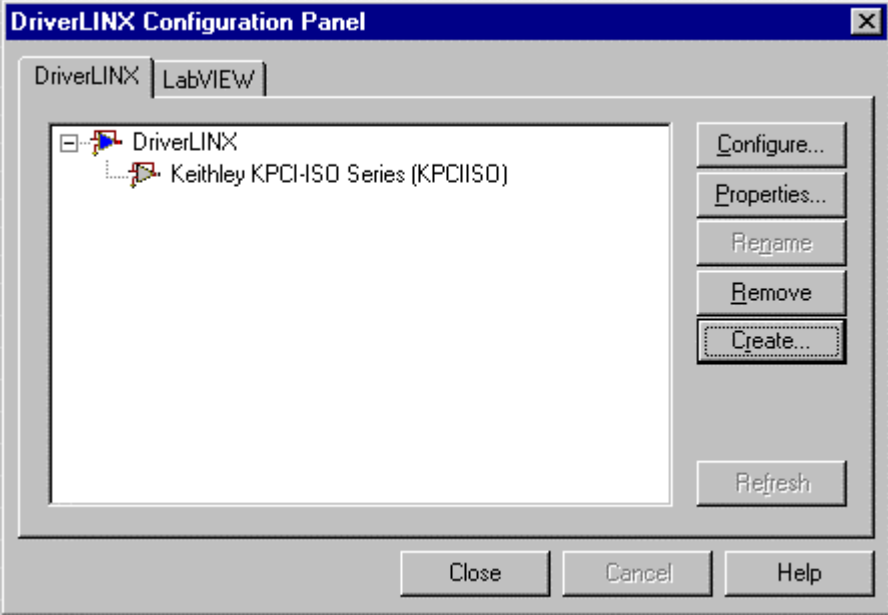 DriverLINX Configuration Panel
DriverLINX
LabVIEW
DriverLINX
Keithley KPCI-ISO Series (KPCIISO)
Configure...
Properties...
Rename
Remove
Create...
Refresh
Close
Cancel
Help